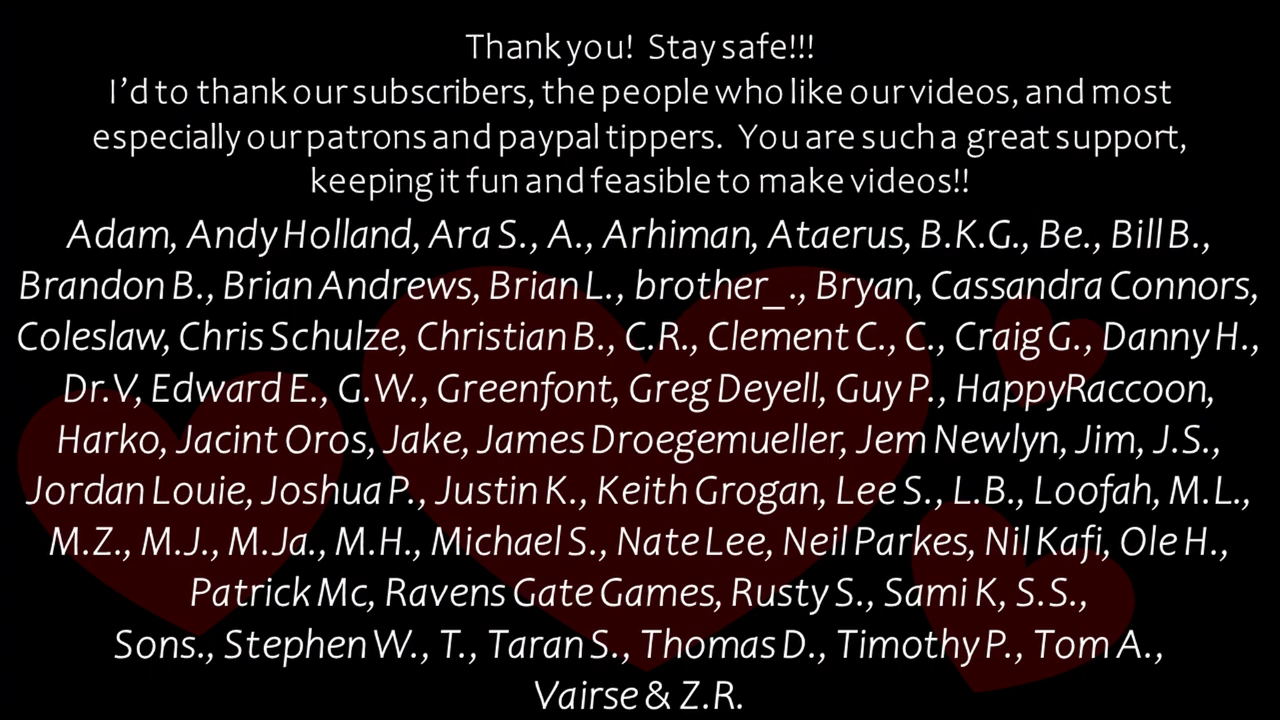 Thank you! Stay safe!!!
I’d to thank our subscribers, the people who like our videos, and most
especially our patrons and paypal tippers. You are such a great support,
keeping it fun and feasible to make videos!!
Adam, Andy Holland, Ara S., A., Arhiman, Ataerus, B.K.G., Be., Bill B.,
Brandon B., Brian Andrews, Brian L., brother_., Bryan, Cassandra Connors,
Coleslaw, Chris Schulze, Christian B., C.R., Clement C., C., Craig G., Danny H.,
Dr.V, Edward E., G.W., Greenfont, Greg Deyell, Guy P., HappyRaccoon,
Harko, Jacint Oros, Jake, James Droegemueller, Jem Newlyn, Jim, J.S.,
Jordan Louie, Joshua P., Justin K., Keith Grogan, Lee S., L.B., Loofah, M.L.,
M.Z., M.J., M.Ja., M.H., Michael S., Nate Lee, Neil Parkes, Nil Kafi, Ole H.,
Patrick Mc, Ravens Gate Games, Rusty S., Sami K, S.S.,
Sons., Stephen W., T., Taran S., Thomas D., Timothy P., Tom A.,
Vairse & Z.R.